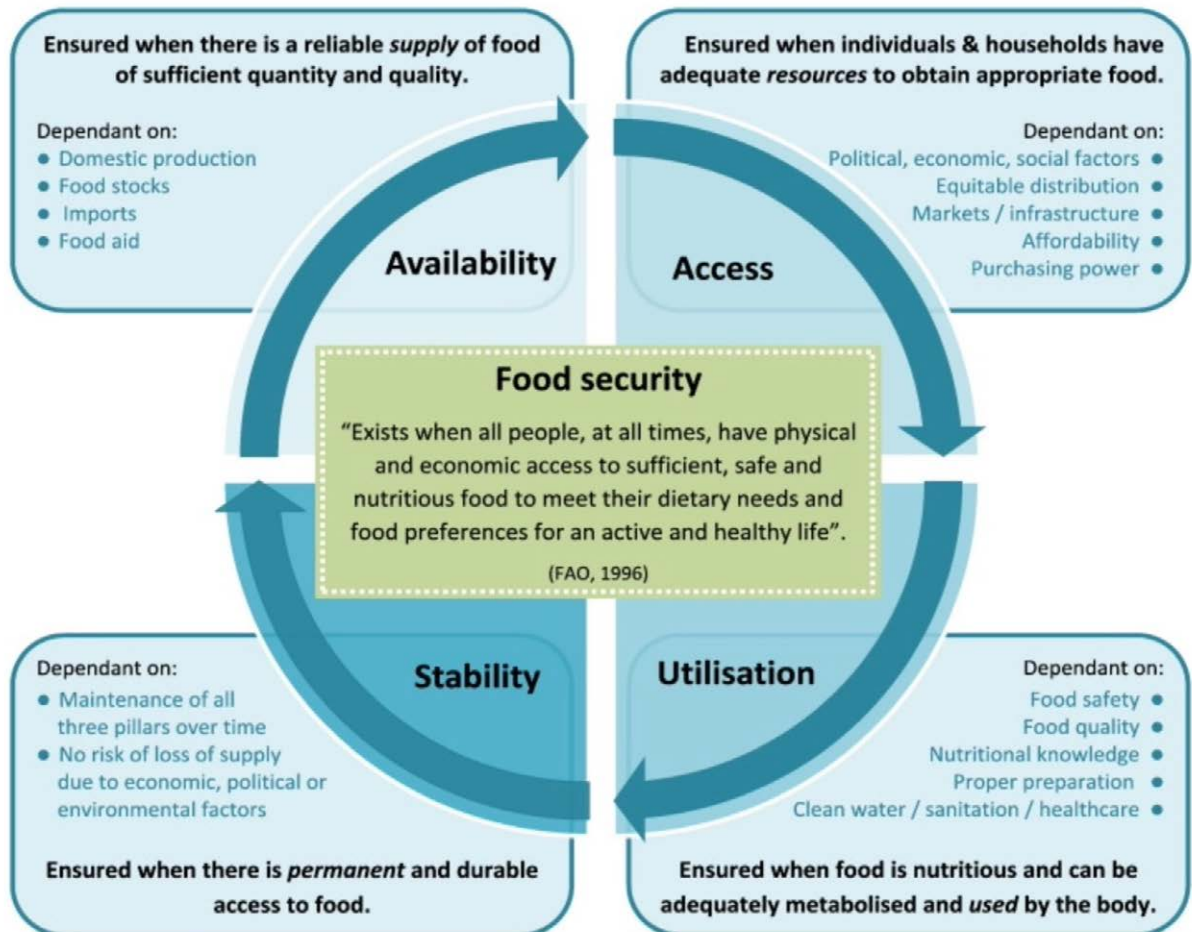 Ensured when there is a reliable supply of food
of sufficient quantity and quality.
Dependant on:
● Domestic production
● Food stocks
● Imports
● Food aid
Availability
Ensured when individuals & households have
adequate resources to obtain appropriate food.
Dependant on:
Political, economic, social factors ●
Equitable distribution ●
Markets / infrastructure ●
Affordability ●
Purchasing power ●
Access
Food security
“Exists when all people, at all times, have physical
and economic access to sufficient, safe and
nutritious food to meet their dietary needs and
food preferences for an active and healthy life”.
(FAO, 1996)
Stability
Dependant on:
● Maintenance of all
three pillars over time
● No risk of loss of supply
due to economic, political or
environmental factors
Ensured when there is permanent and durable
access to food.
Utilisation
Dependant on:
Food safety ●
Food quality ●
Nutritional knowledge ●
Proper preparation ●
Clean water / sanitation / healthcare ●
Ensured when food is nutritious and can be
adequately metabolised and used by the body.